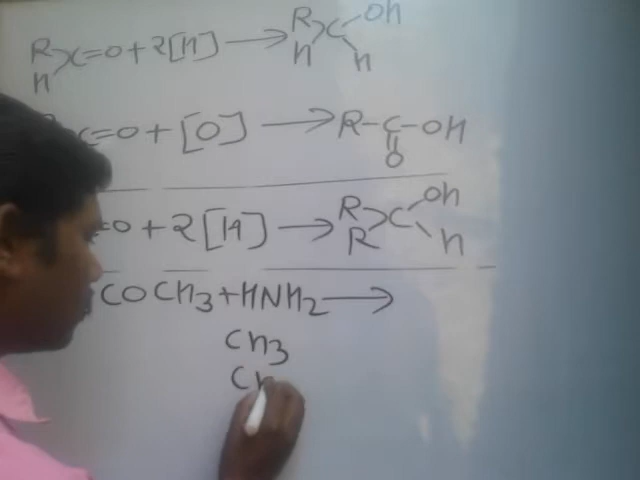 R
n >C=O + 2[H] → R
n >C OH
n
C=O + [O] → R-C-OH
||
O
=O + 2[H] → R
R >C OH
n
COCH3 + HNH2 →
CH3
C